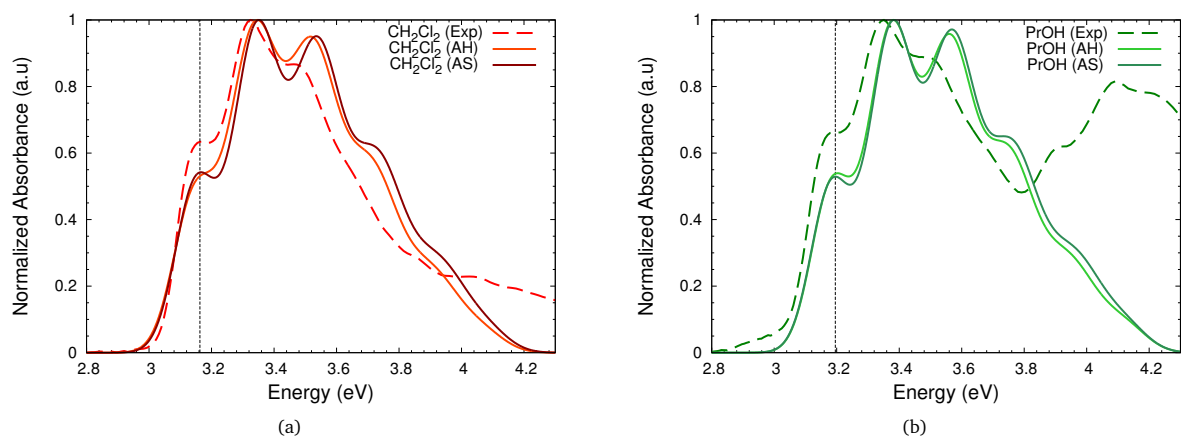 CH₂Cl₂ (Exp)
CH₂Cl₂ (AH)
CH₂Cl₂ (AS)
Normalized Absorbance (a.u)
1
0.8
0.6
0.4
0.2
0
2.8 3 3.2 3.4 3.6 3.8 4 4.2
Energy (eV)
(a)
PrOH (Exp)
PrOH (AH)
PrOH (AS)
Normalized Absorbance (a.u)
1
0.8
0.6
0.4
0.2
0
2.8 3 3.2 3.4 3.6 3.8 4 4.2
Energy (eV)
(b)